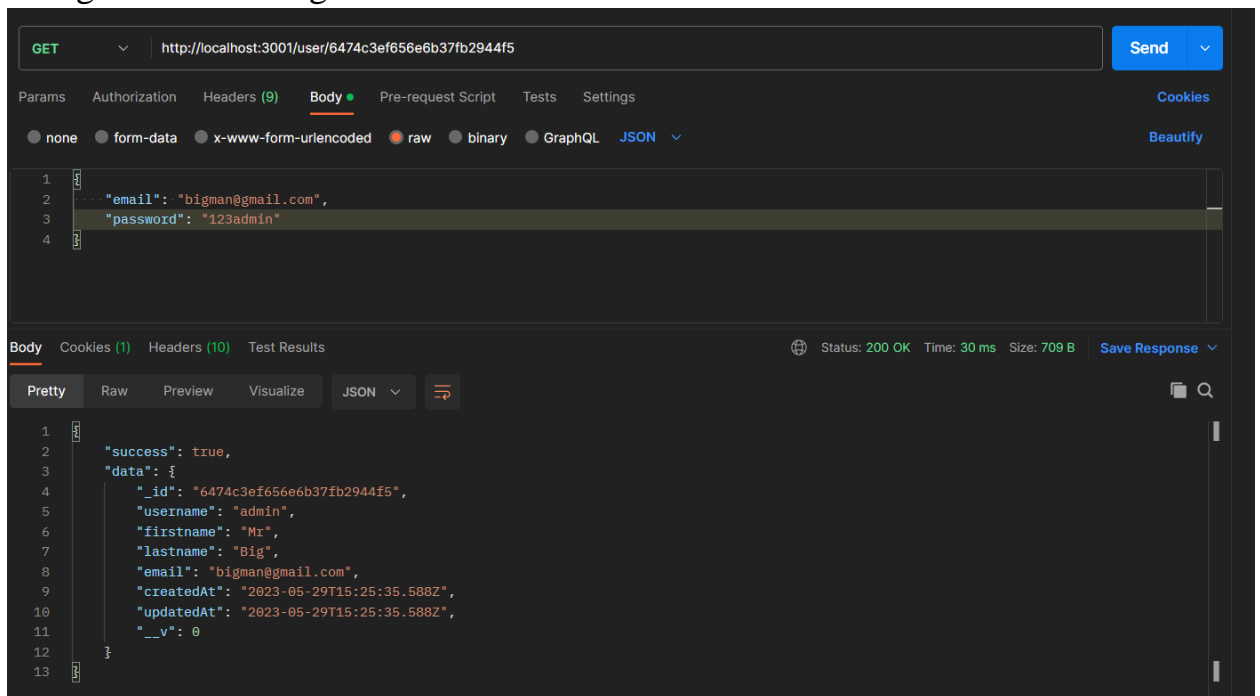 GET http://localhost:3001/user/6474c3ef656e6b37fb2944f5 Send
Params Authorization Headers (9) Body Pre-request Script Tests Settings Cookies
none form-data x-www-form-urlencoded raw binary GraphQL JSON Beautify
1 {
2 "email": "bigman@gmail.com",
3 "password": "123admin"
4 }
Body Cookies (1) Headers (10) Test Results Status: 200 OK Time: 30 ms Size: 709 B Save Response
Pretty Raw Preview Visualize JSON
1 {
2 "success": true,
3 "data": {
4 "_id": "6474c3ef656e6b37fb2944f5",
5 "username": "admin",
6 "firstname": "Mr",
7 "lastname": "Big",
8 "email": "bigman@gmail.com",
9 "createdAt": "2023-05-29T15:25:35.588Z",
10 "updatedAt": "2023-05-29T15:25:35.588Z",
11 "__v": 0
12 }
13 }